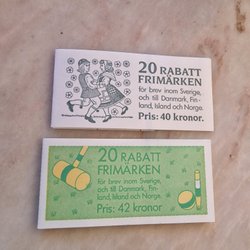 20 RABATT
FRIMÄRKEN
för brev inom Sverige,
och till Danmark, Fin-
land, Island och Norge.
Pris: 40 kronor.
20 RABATT
FRIMÄRKEN
för brev inom Sverige,
och till Danmark, Fin-
land, Island och Norge.
Pris: 42 kronor